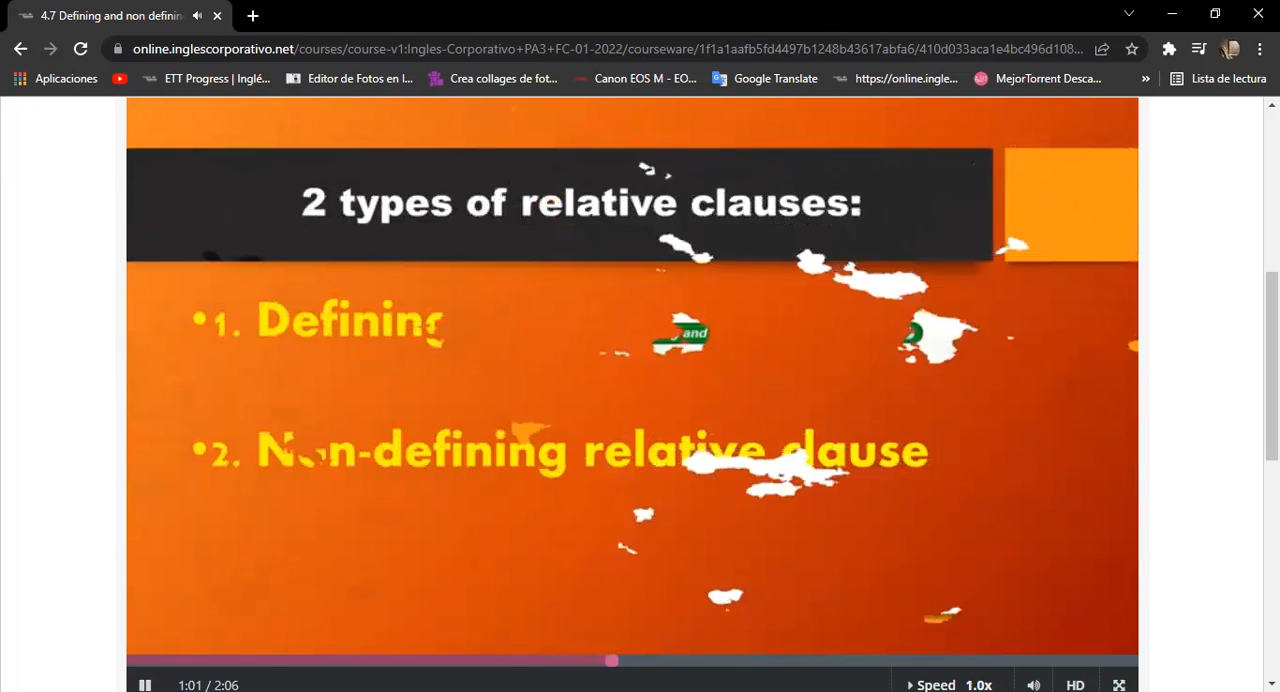 4.7 Defining and non definin
online.inglescorporativo.net/courses/course-v1:Ingles-Corporativo+PA3+FC-01-2022/courseware/1f1a1aafb5fd4497b1248b43617abfa6/410d033aca1e4bc496d108...
Aplicaciones ETT Progress | Inglé... Editor de Fotos en l... Crea collages de fot... Canon EOS M - EO... Google Translate https://online.ingle... MejorTorrent Desca... » Lista de lectura
2 types of relative clauses:
•1. Defining
and
•2. Non-defining relative clause
1:01 / 2:06 Speed 1.0x HD